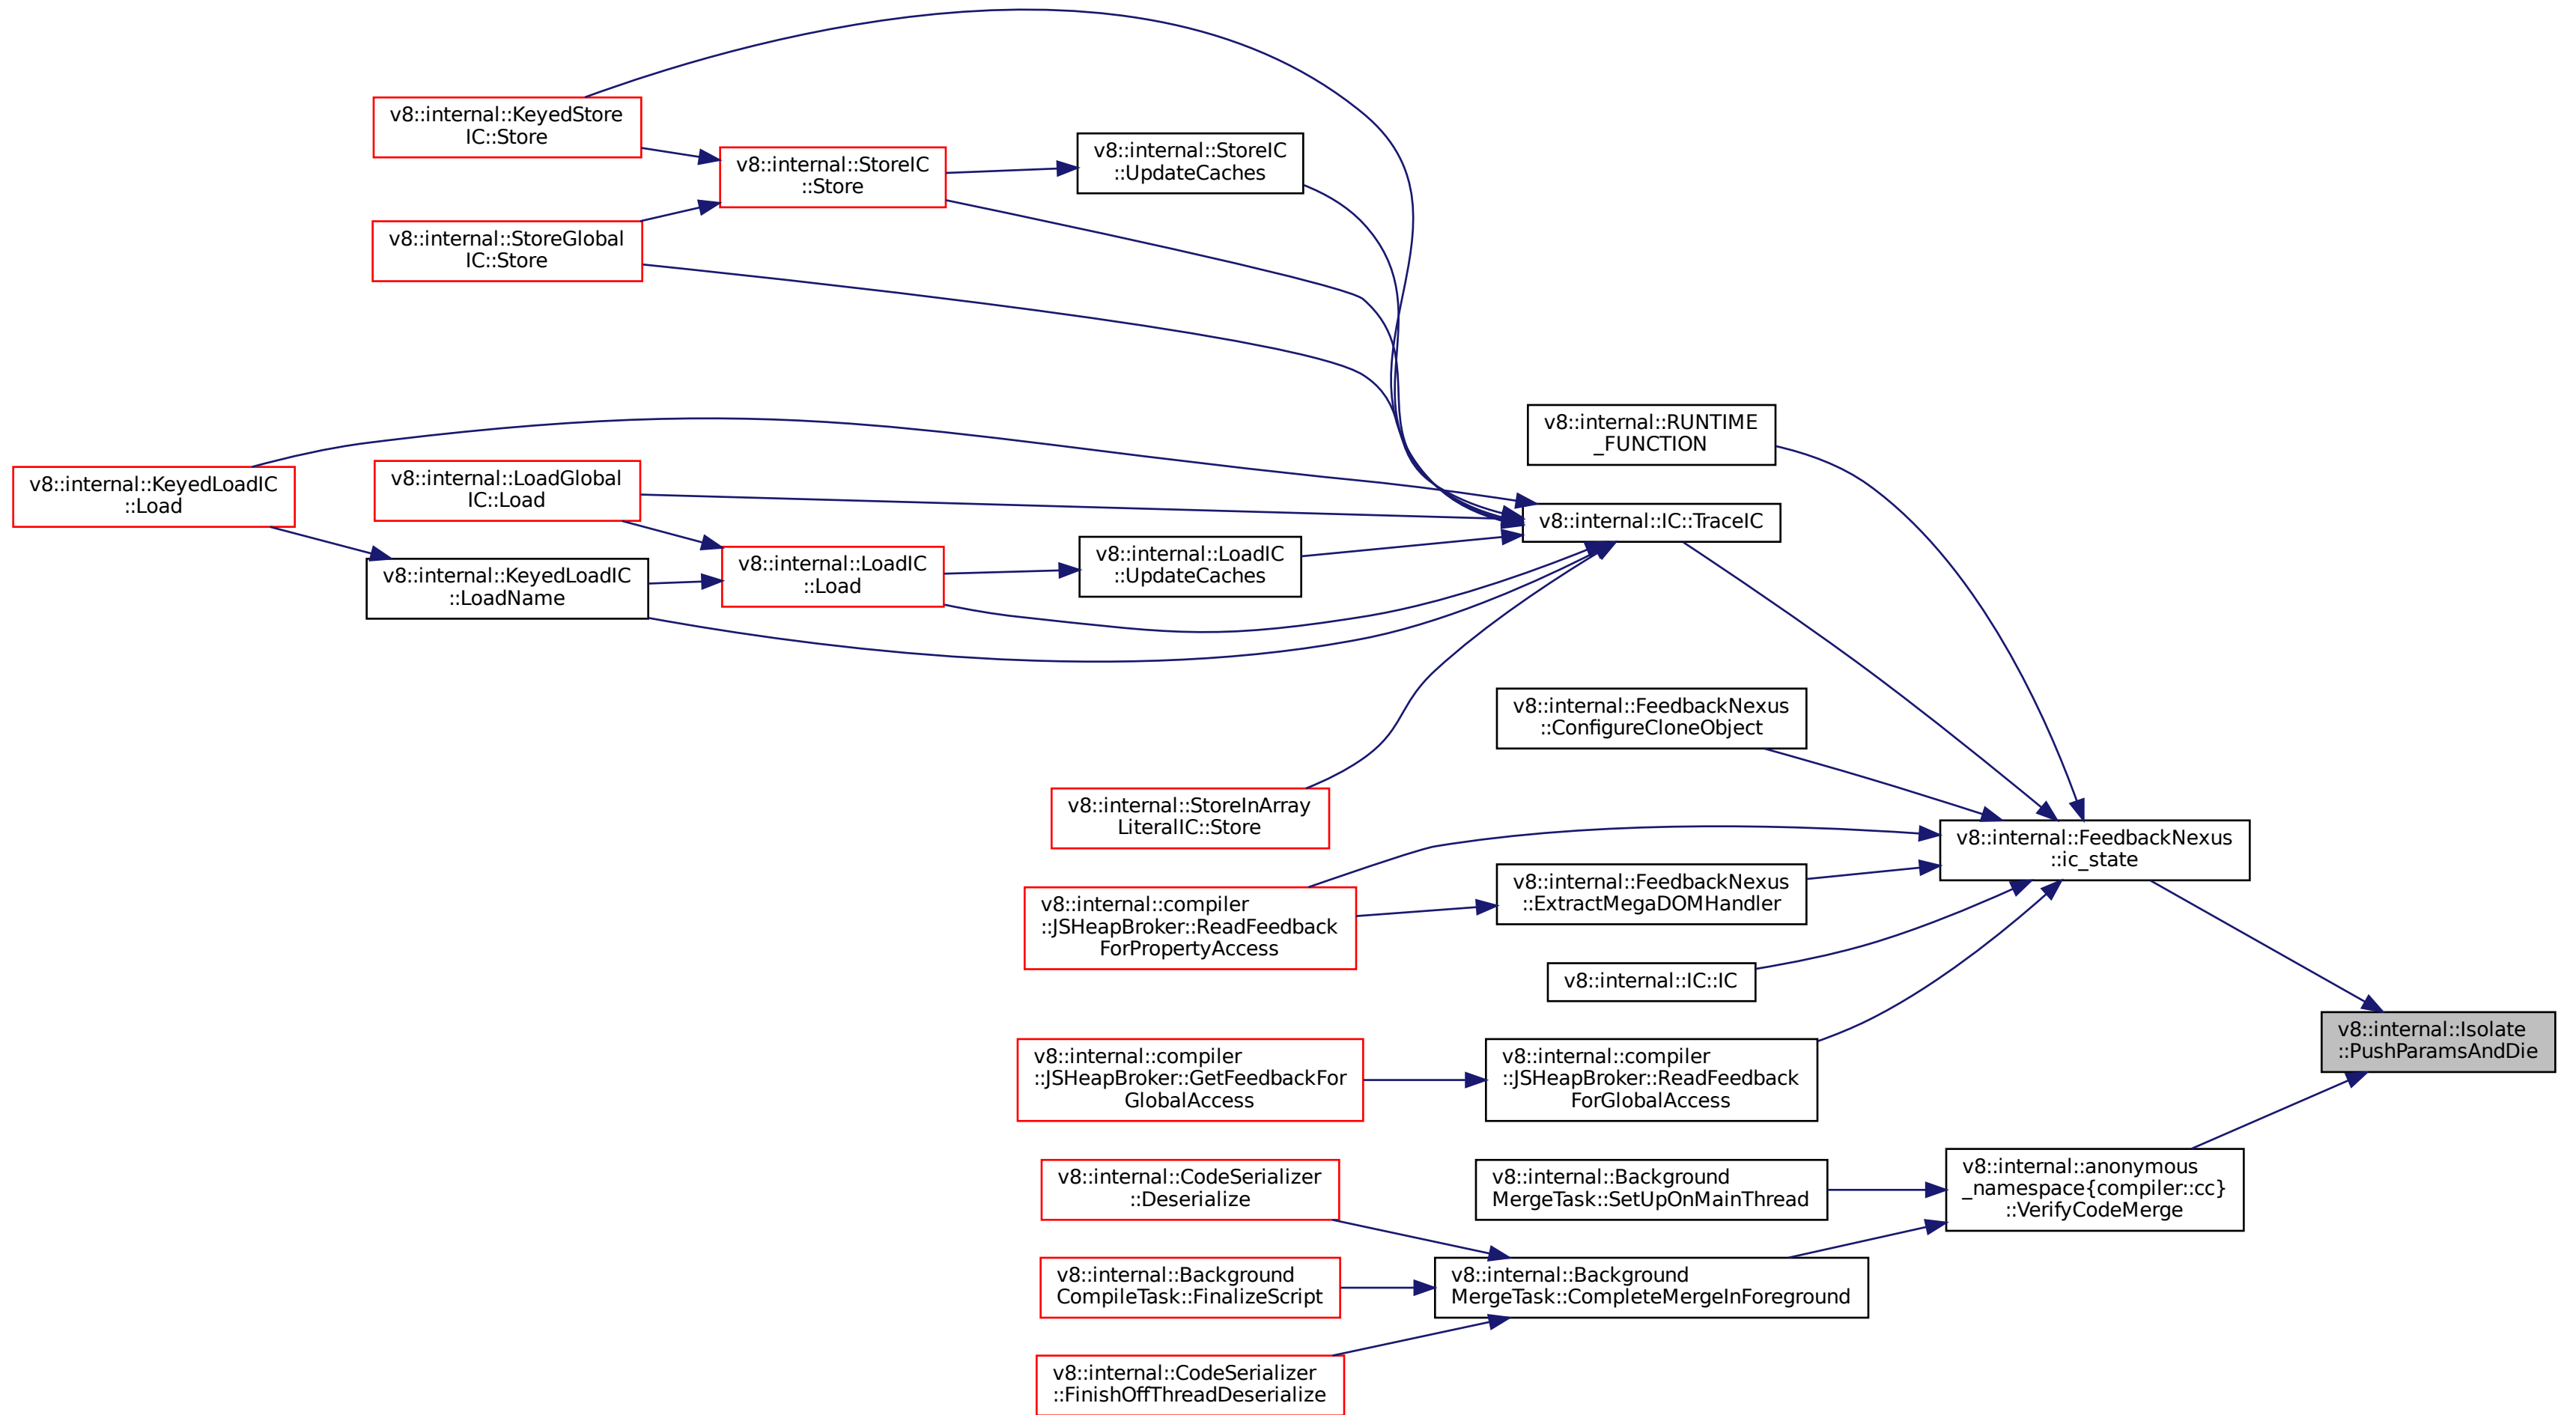 v8::internal::KeyedStore
IC::Store
v8::internal::StoreIC
::Store
v8::internal::StoreIC
::UpdateCaches
v8::internal::StoreGlobal
IC::Store
v8::internal::RUNTIME
_FUNCTION
v8::internal::KeyedLoadIC
::Load
v8::internal::LoadGlobal
IC::Load
v8::internal::IC::TraceIC
v8::internal::KeyedLoadIC
::LoadName
v8::internal::LoadIC
::Load
v8::internal::LoadIC
::UpdateCaches
v8::internal::FeedbackNexus
::ConfigureCloneObject
v8::internal::StoreInArray
LiteralIC::Store
v8::internal::FeedbackNexus
::ic_state
v8::internal::compiler
::JSHeapBroker::ReadFeedback
ForPropertyAccess
v8::internal::FeedbackNexus
::ExtractMegaDOMHandler
v8::internal::IC::IC
v8::internal::Isolate
::PushParamsAndDie
v8::internal::compiler
::JSHeapBroker::GetFeedbackFor
GlobalAccess
v8::internal::compiler
::JSHeapBroker::ReadFeedback
ForGlobalAccess
v8::internal::CodeSerializer
::Deserialize
v8::internal::Background
MergeTask::SetUpOnMainThread
v8::internal::anonymous
_namespace{compiler::cc}
::VerifyCodeMerge
v8::internal::Background
CompileTask::FinalizeScript
v8::internal::Background
MergeTask::CompleteMergeInForeground
v8::internal::CodeSerializer
::FinishOffThreadDeserialize